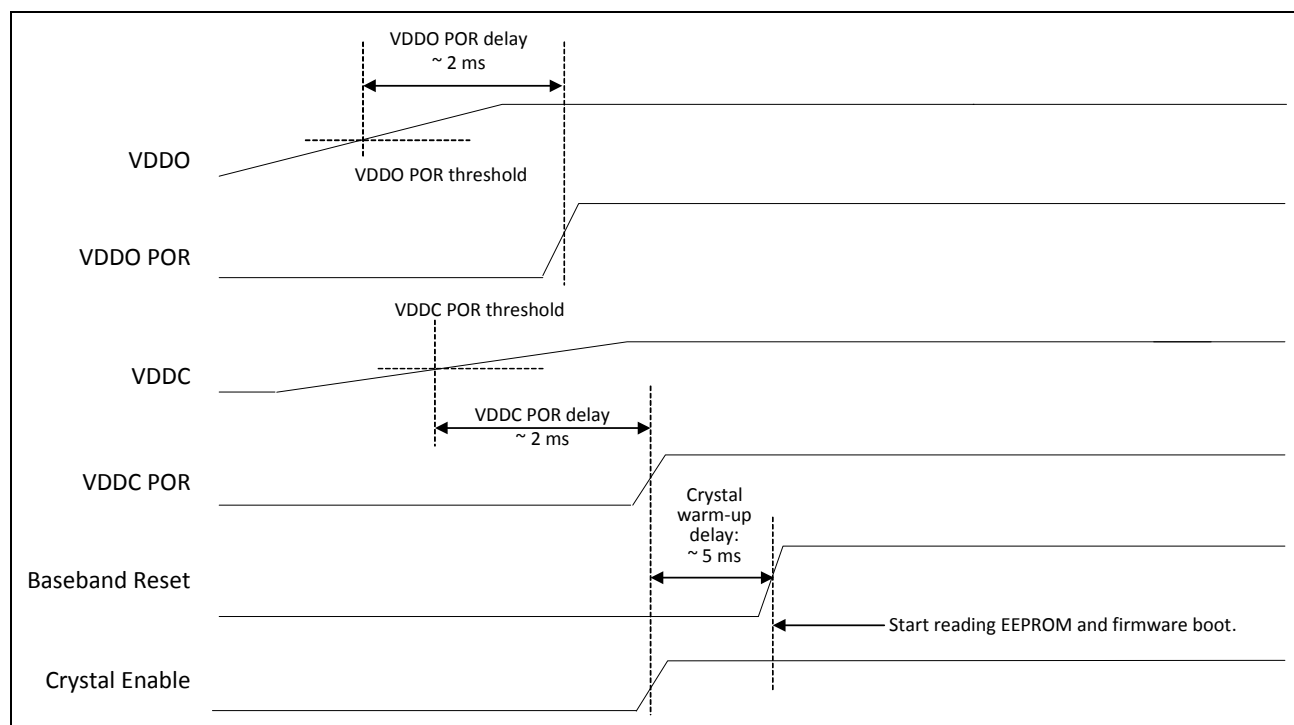 VDDO POR delay
~ 2 ms
VDDO
VDDO POR threshold
VDDO POR
VDDC POR threshold
VDDC
VDDC POR delay
~ 2 ms
VDDC POR
Crystal
warm-up
delay:
~ 5 ms
Baseband Reset
Start reading EEPROM and firmware boot.
Crystal Enable